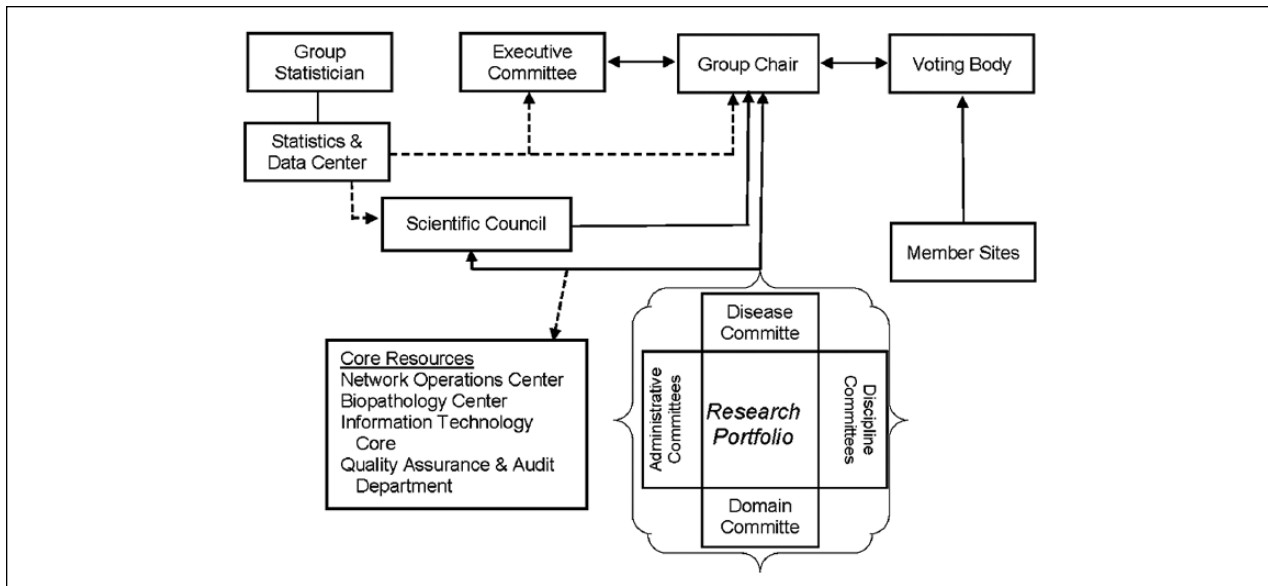 Group
Statistician
Executive
Committee
Group Chair
Voting Body
Statistics &
Data Center
Scientific Council
Member Sites
Core Resources
Network Operations Center
Biopathology Center
Information Technology
Core
Quality Assurance & Audit
Department
Disease
Committe
Administrative
Committees
Research
Portfolio
Discipline
Committees
Domain
Committe